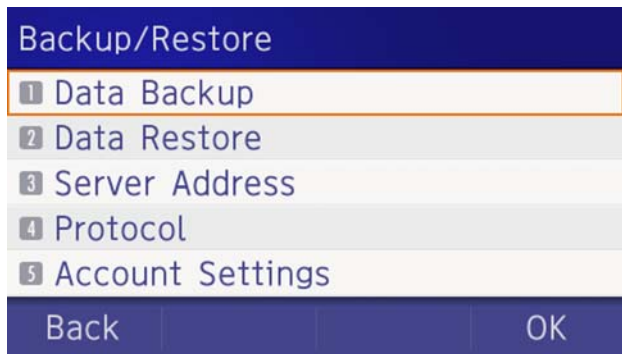 Backup/Restore
1 Data Backup
2 Data Restore
3 Server Address
4 Protocol
5 Account Settings
Back OK